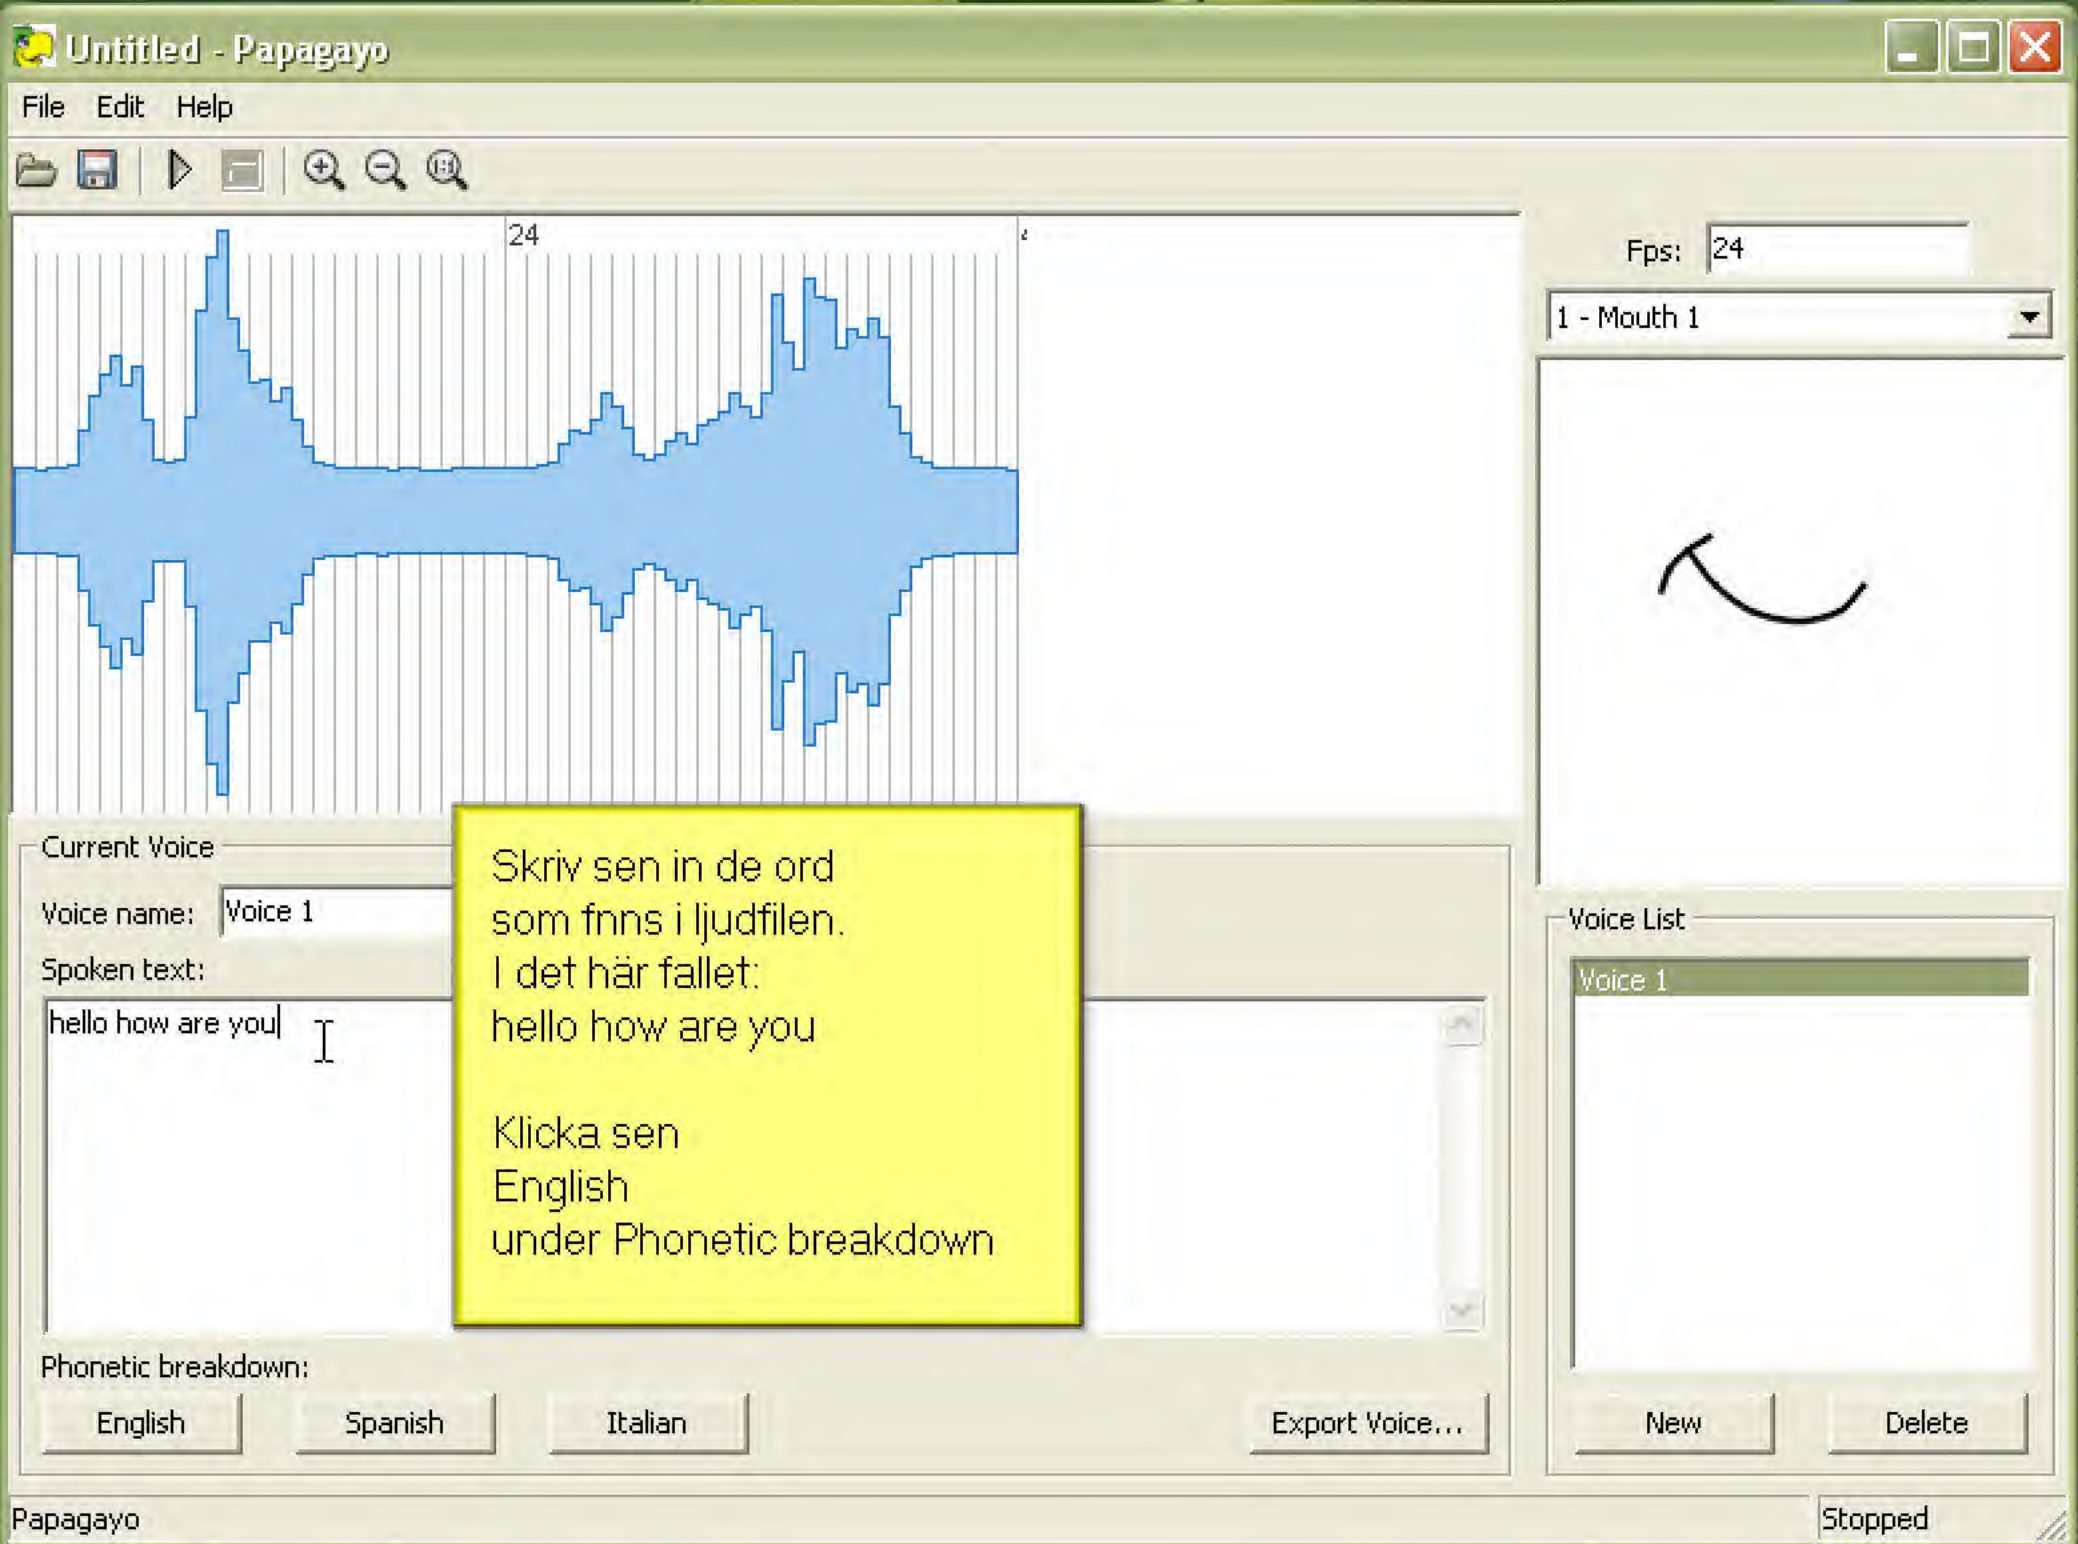 Untitled - Papagayo
File Edit Help
1:1
24
Fps: 24
1 - Mouth 1
Current Voice
Voice name: Voice 1
Spoken text:
hello how are you
Skriv sen in de ord
som fnns i ljudfilen.
I det här fallet:
hello how are you
Klicka sen
English
under Phonetic breakdown
Voice List
Voice 1
Phonetic breakdown:
English Spanish Italian Export Voice...
New Delete
Papagayo Stopped